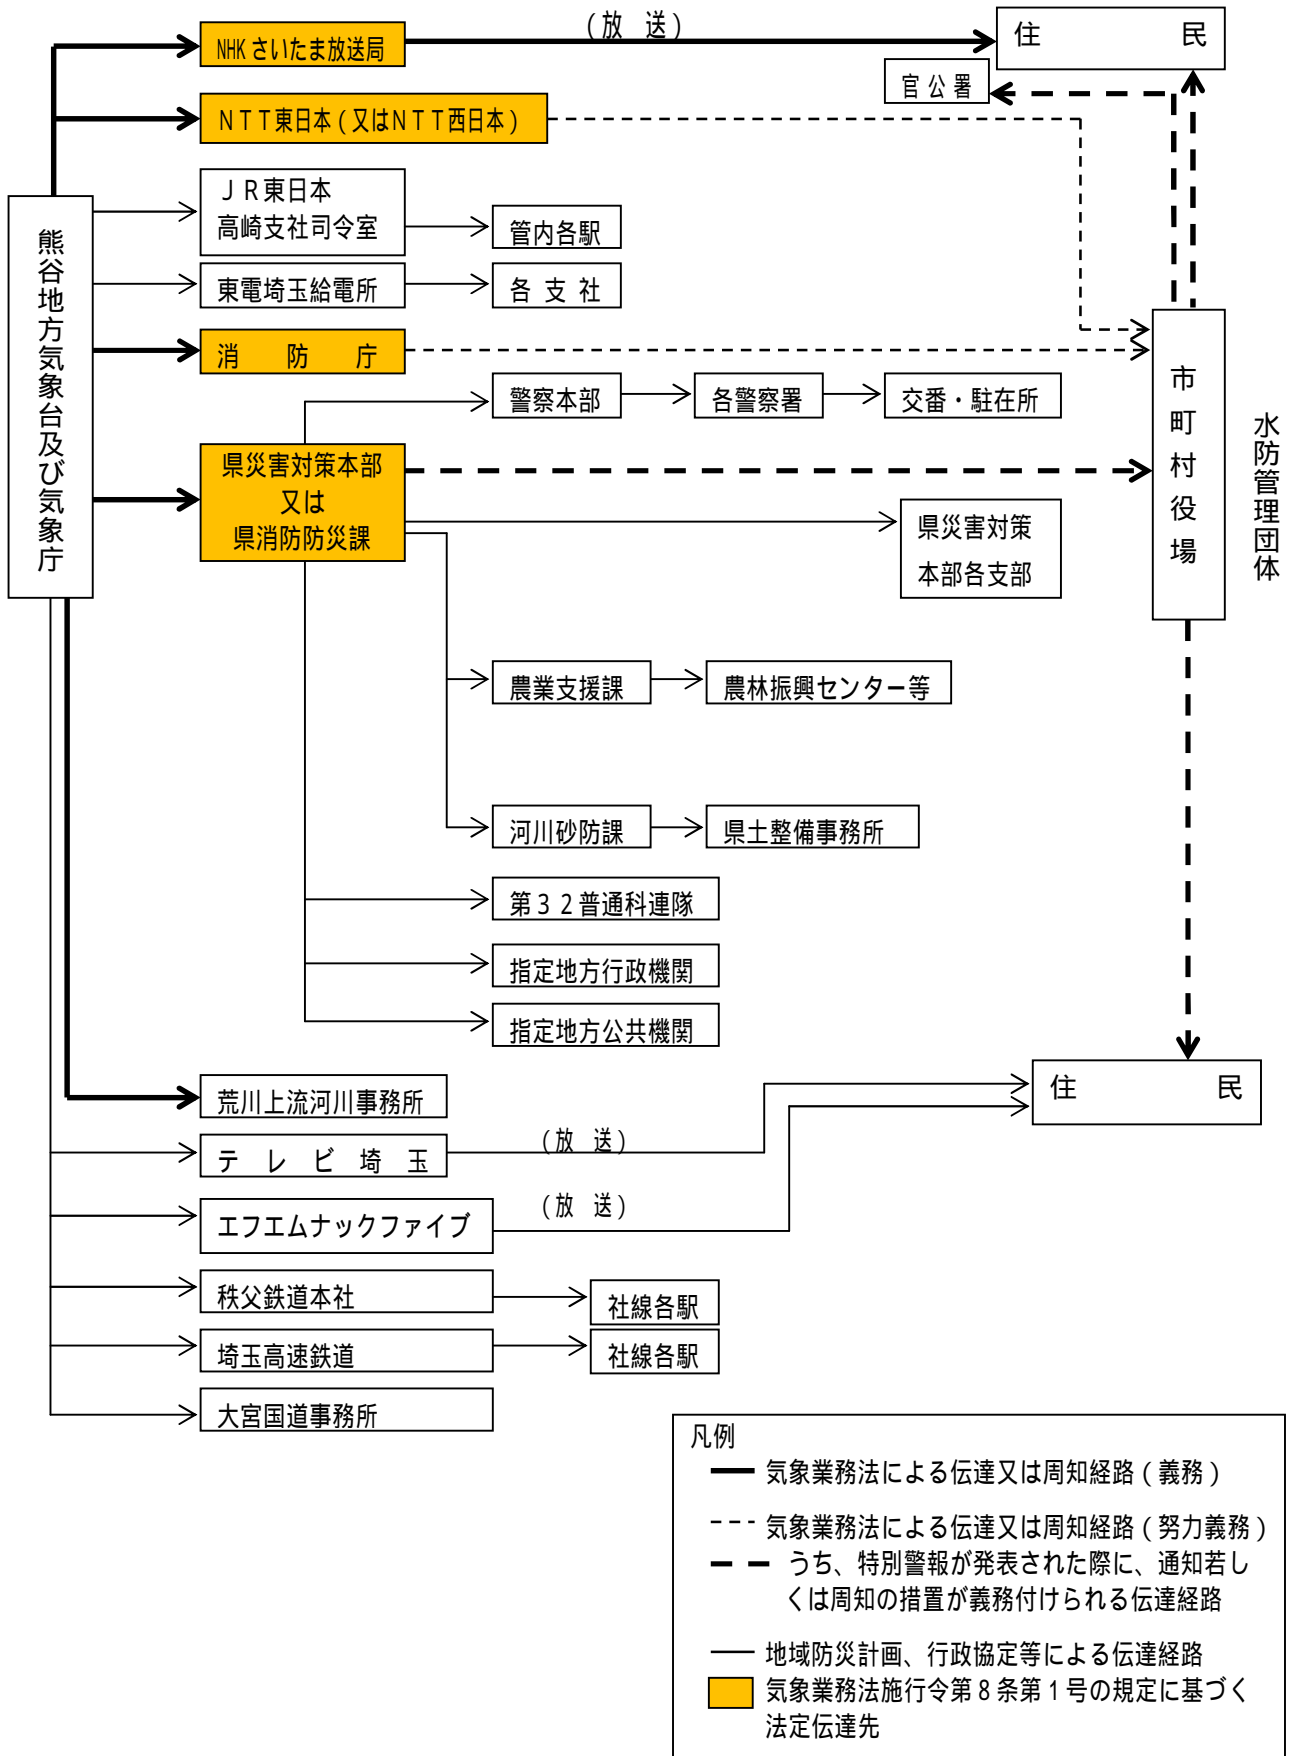 (放　送)
住　　　　　民
NHKさいたま放送局
官公署
ＮＴＴ東日本(又はＮＴＴ西日本)
ＪＲ東日本
高崎支社司令室
管内各駅
東電埼玉給電所
各支社
消　防　庁
警察本部
各警察署
交番・駐在所
熊谷地方気象台及び気象庁
県災害対策本部
又は
県消防防災課
市町村役場
水防管理団体
県災害対策
本部各支部
農業支援課
農林振興センター等
河川砂防課
県土整備事務所
第３２普通科連隊
指定地方行政機関
指定地方公共機関
住　　　　　民
荒川上流河川事務所
テレビ埼玉
(放　送)
エフエムナックファイブ
(放　送)
秩父鉄道本社
社線各駅
埼玉高速鉄道
社線各駅
大宮国道事務所
凡例
気象業務法による伝達又は周知経路(義務)
気象業務法による伝達又は周知経路(努力義務)
うち、特別警報が発表された際に、通知若し
くは周知の措置が義務付けられる伝達経路
地域防災計画、行政協定等による伝達経路
気象業務法施行令第８条第１号の規定に基づく
法定伝達先